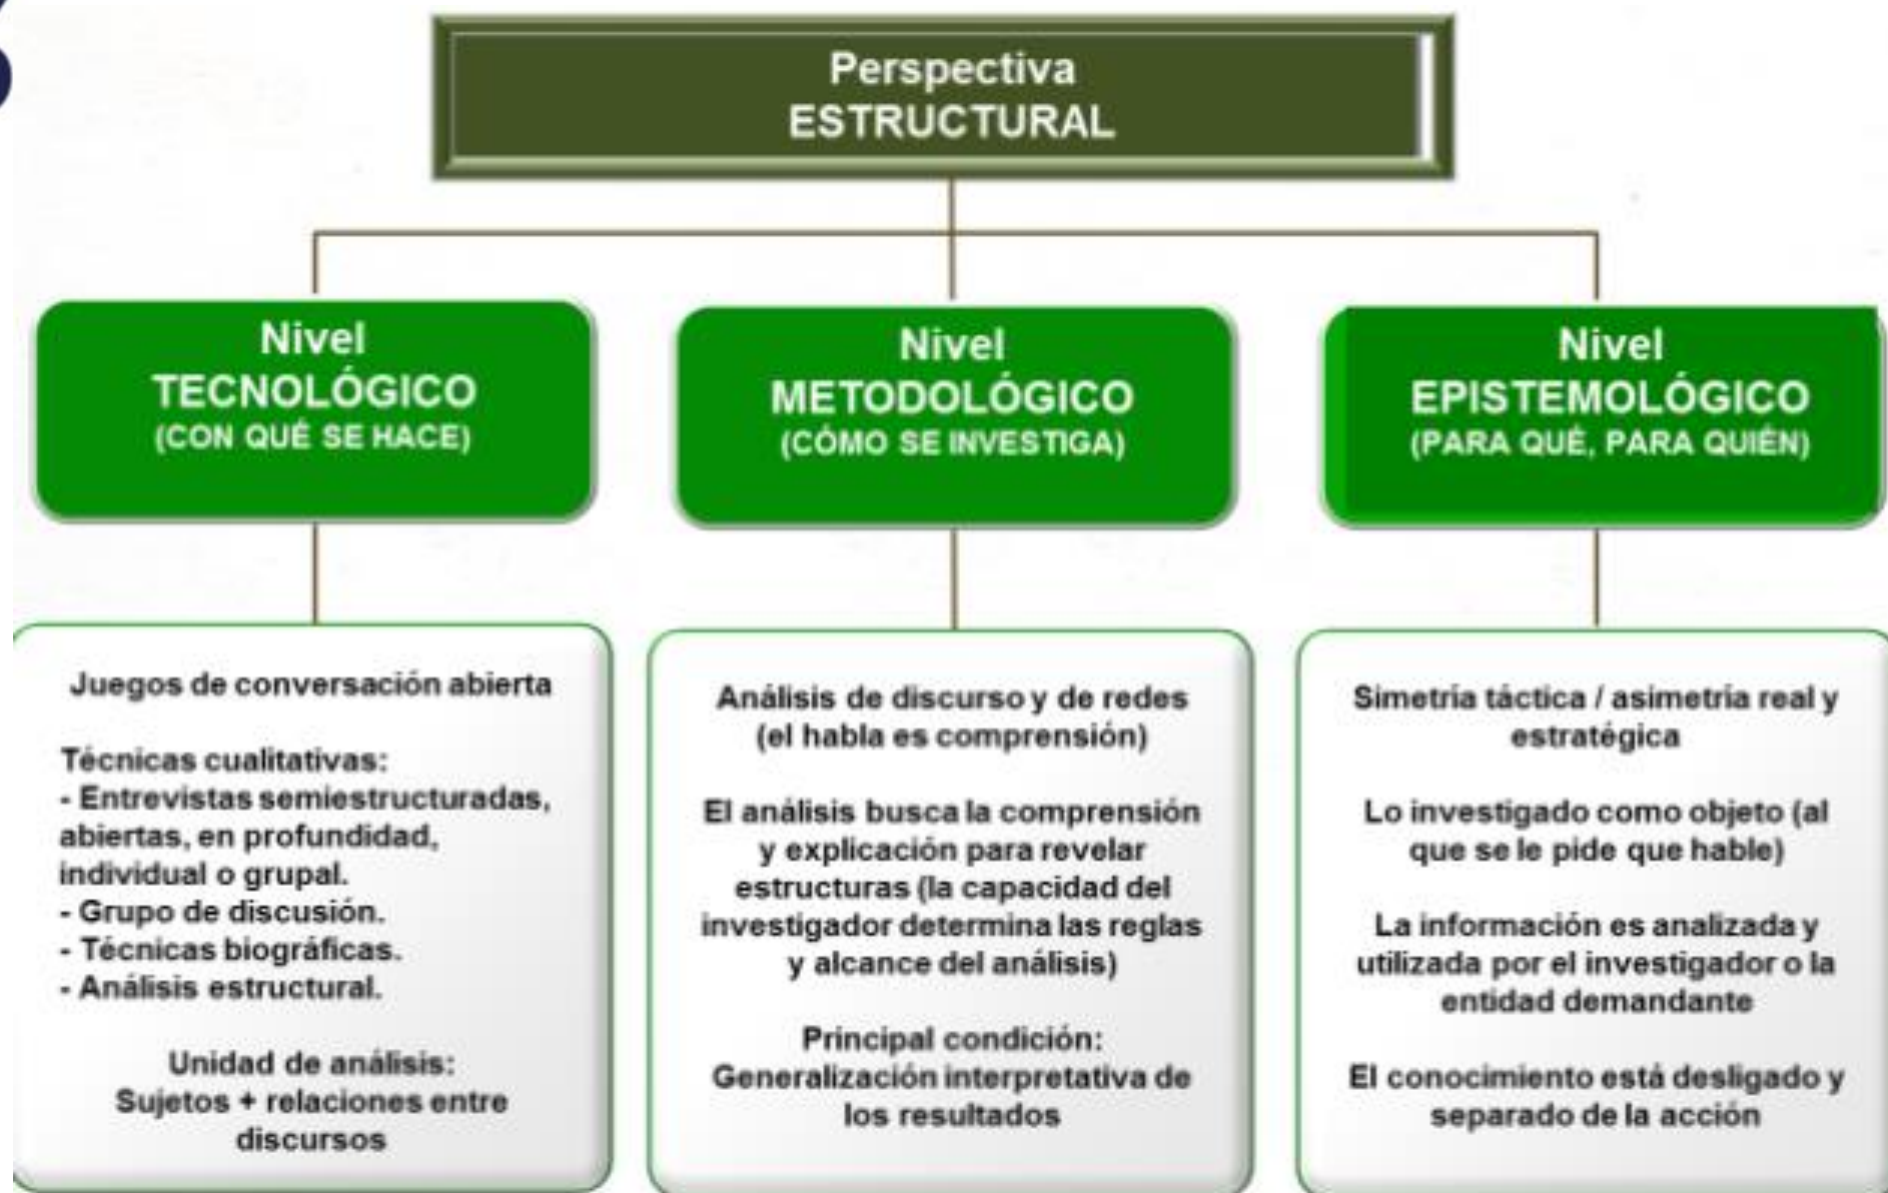 Perspectiva
ESTRUCTURAL
Nivel
TECNOLÓGICO
(CON QUÉ SE HACE)
Juegos de conversación abierta
Técnicas cualitativas:
- Entrevistas semiestructuradas,
abiertas, en profundidad,
individual o grupal.
- Grupo de discusión.
- Técnicas biográficas.
- Análisis estructural.
Unidad de análisis:
Sujetos + relaciones entre
discursos
Nivel
METODOLÓGICO
(CÓMO SE INVESTIGA)
Análisis de discurso y de redes
(el habla es comprensión)
El análisis busca la comprensión
y explicación para revelar
estructuras (la capacidad del
investigador determina las reglas
y alcance del análisis)
Principal condición:
Generalización interpretativa de
los resultados
Nivel
EPISTEMOLÓGICO
(PARA QUÉ, PARA QUIÉN)
Simetría táctica / asimetría real y
estratégica
Lo investigado como objeto (al
que se le pide que hable)
La información es analizada y
utilizada por el investigador o la
entidad demandante
El conocimiento está desligado y
separado de la acción